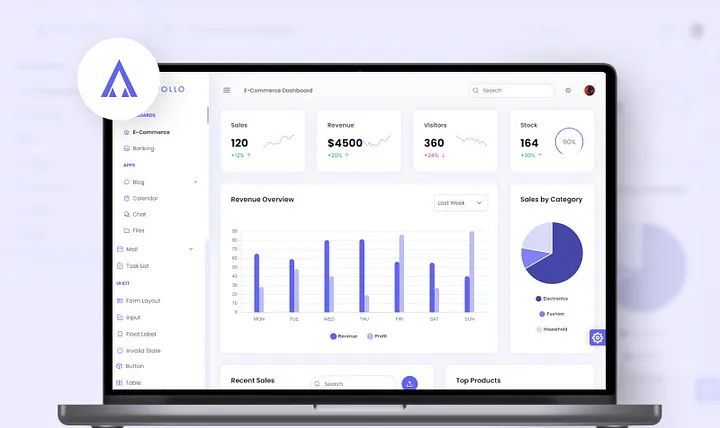 OLLO
BOARDS
E-Commerce
Banking
APPS
Blog
Calendar
Chat
Files
Mail
Task List
UI KIT
Form Layout
Input
Float Label
Invalid State
Button
Table
E-Commerce Dashboard
Search
Sales
120
+12% ↑
Revenue
$4500
+20% ↑
Visitors
360
+24% ↓
Stock
164
+30% ↑
90%
Revenue Overview
Last Week
90
80
70
60
50
40
30
20
10
0
MON TUE WED THU FRI SAT SUN
Revenue Profit
Sales by Category
Electronics
Fashion
Household
Recent Sales
Search
Top Products